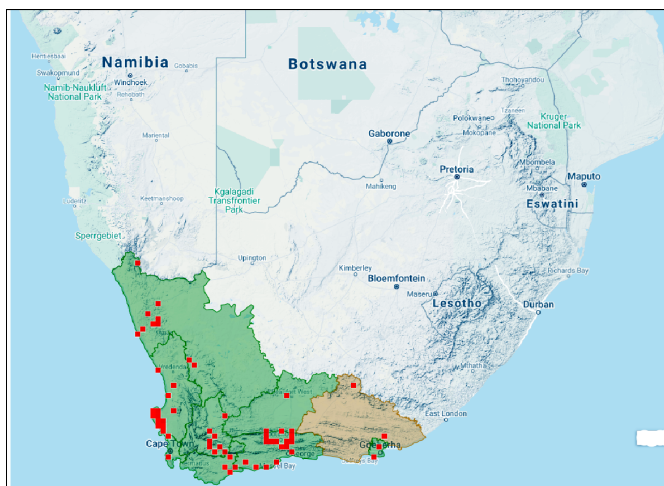 Hentiesbaai
Swakopmund
Namibia
Windhoek
Gobabis
Rehoboth
Namib-Naukluft
National Park
Mariental
Botswana
Gaborone
Mahikeng
Thohoyandou
Tzaneen
Polokwane
Mokopane
Kruger
National Park
Mbombela
Pretoria
Mbabane
Maputo
Eswatini
Keetmanshoop
Kgalagadi
Transfrontier
Park
Sperrgebiet
Upington
Kimberley
Bloemfontein
Maseru
Lesotho
Richards Bay
Durban
Mthatha
East London
Cape Town
George